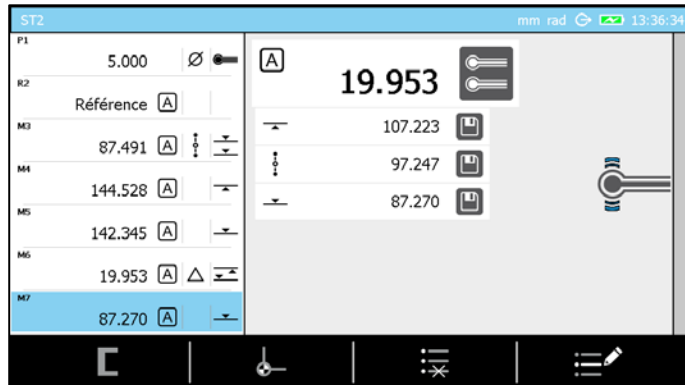 ST2
mm rad 13:36:34
P1
5.000
R2
Référence A
M3
87.491 A
M4
144.528 A
M5
142.345 A
M6
19.953 A
M7
87.270 A
A
19.953
107.223
97.247
87.270